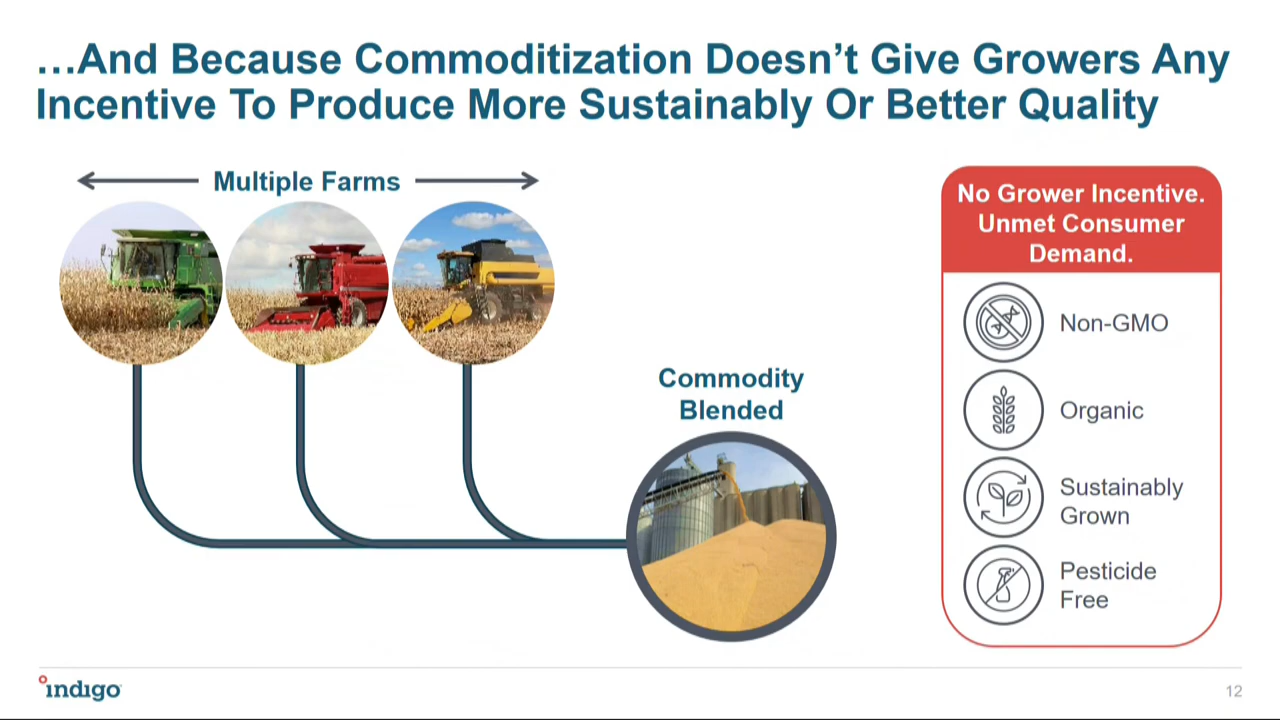 …And Because Commoditization Doesn’t Give Growers Any
Incentive To Produce More Sustainably Or Better Quality
Multiple Farms
Commodity
Blended
No Grower Incentive.
Unmet Consumer
Demand.
Non-GMO
Organic
Sustainably
Grown
Pesticide
Free
indigo
12